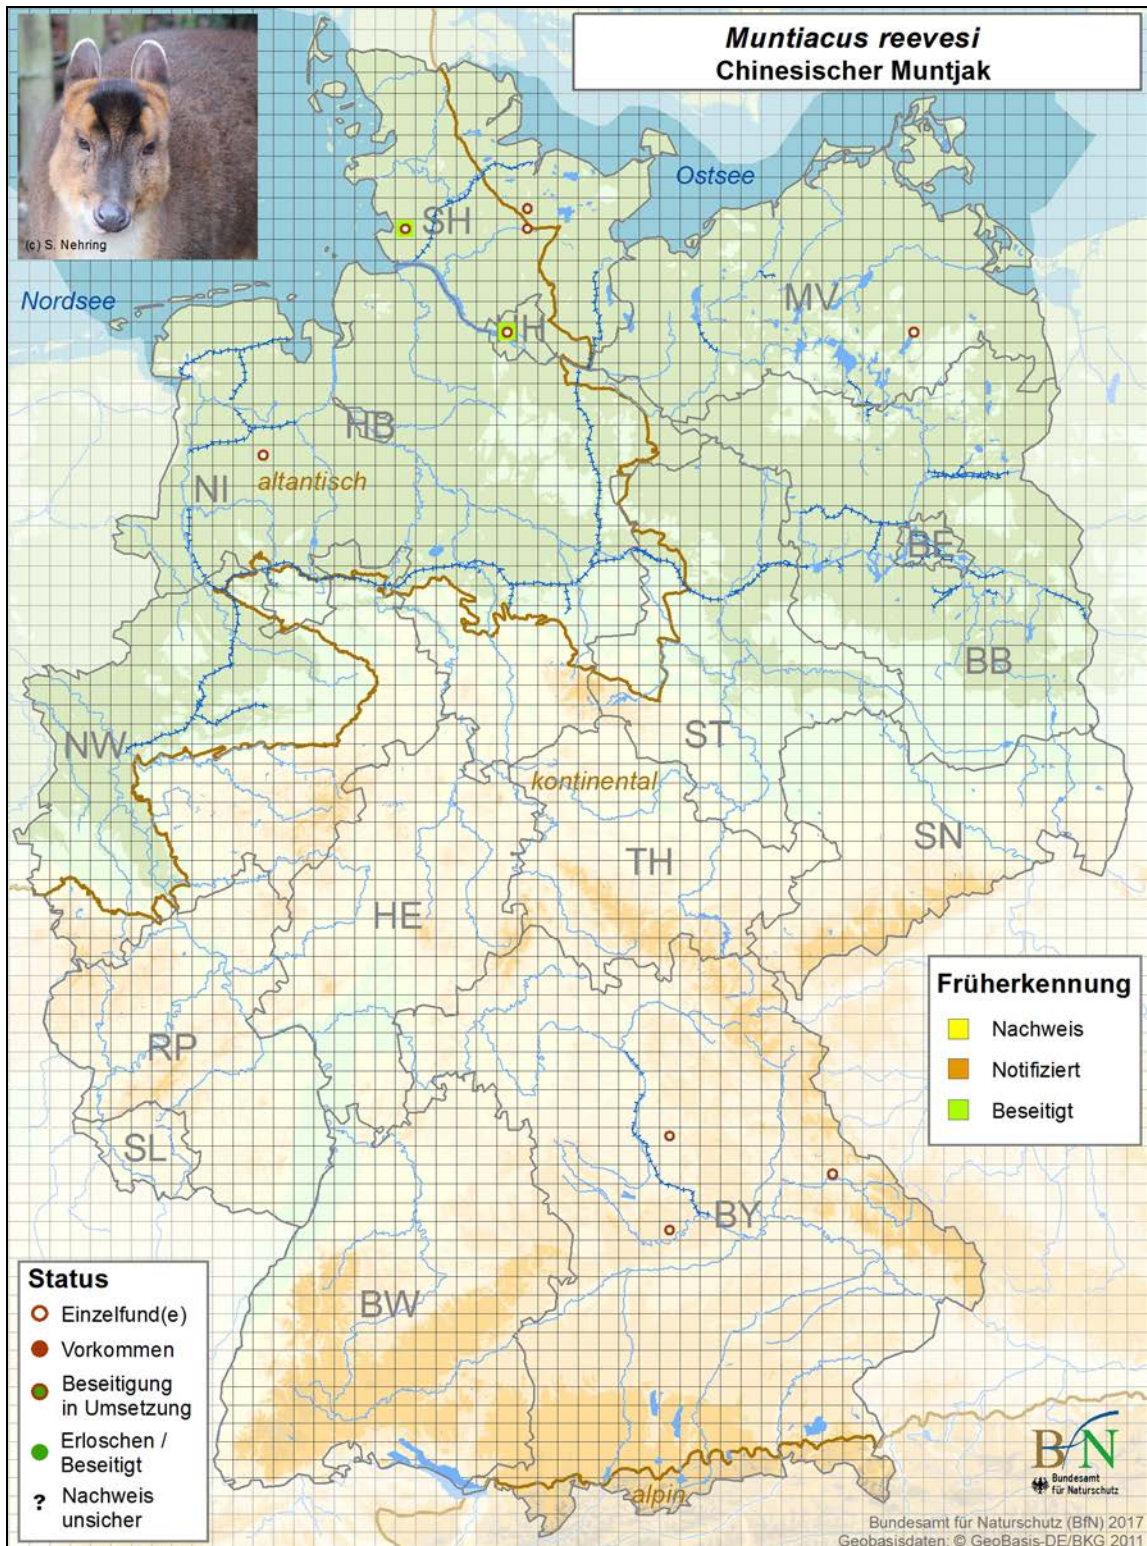 Muntiacus reevesi
Chinesischer Muntjak
(c) S. Nehring
Ostsee
Nordsee
SH
MV
HH
HB
NI
altantisch
BE
BB
NW
ST
kontinental
SN
TH
HE
Früherkennung
Nachweis
Notifiziert
Beseitigt
RP
SL
BY
BW
Status
Einzelfund(e)
Vorkommen
Beseitigung
in Umsetzung
Erloschen /
Beseitigt
? Nachweis
unsicher
alpin
BfN
Bundesamt
für Naturschutz
Bundesamt für Naturschutz (BfN) 2017
Geobasisdaten: © GeoBasis-DE/BKG 2011